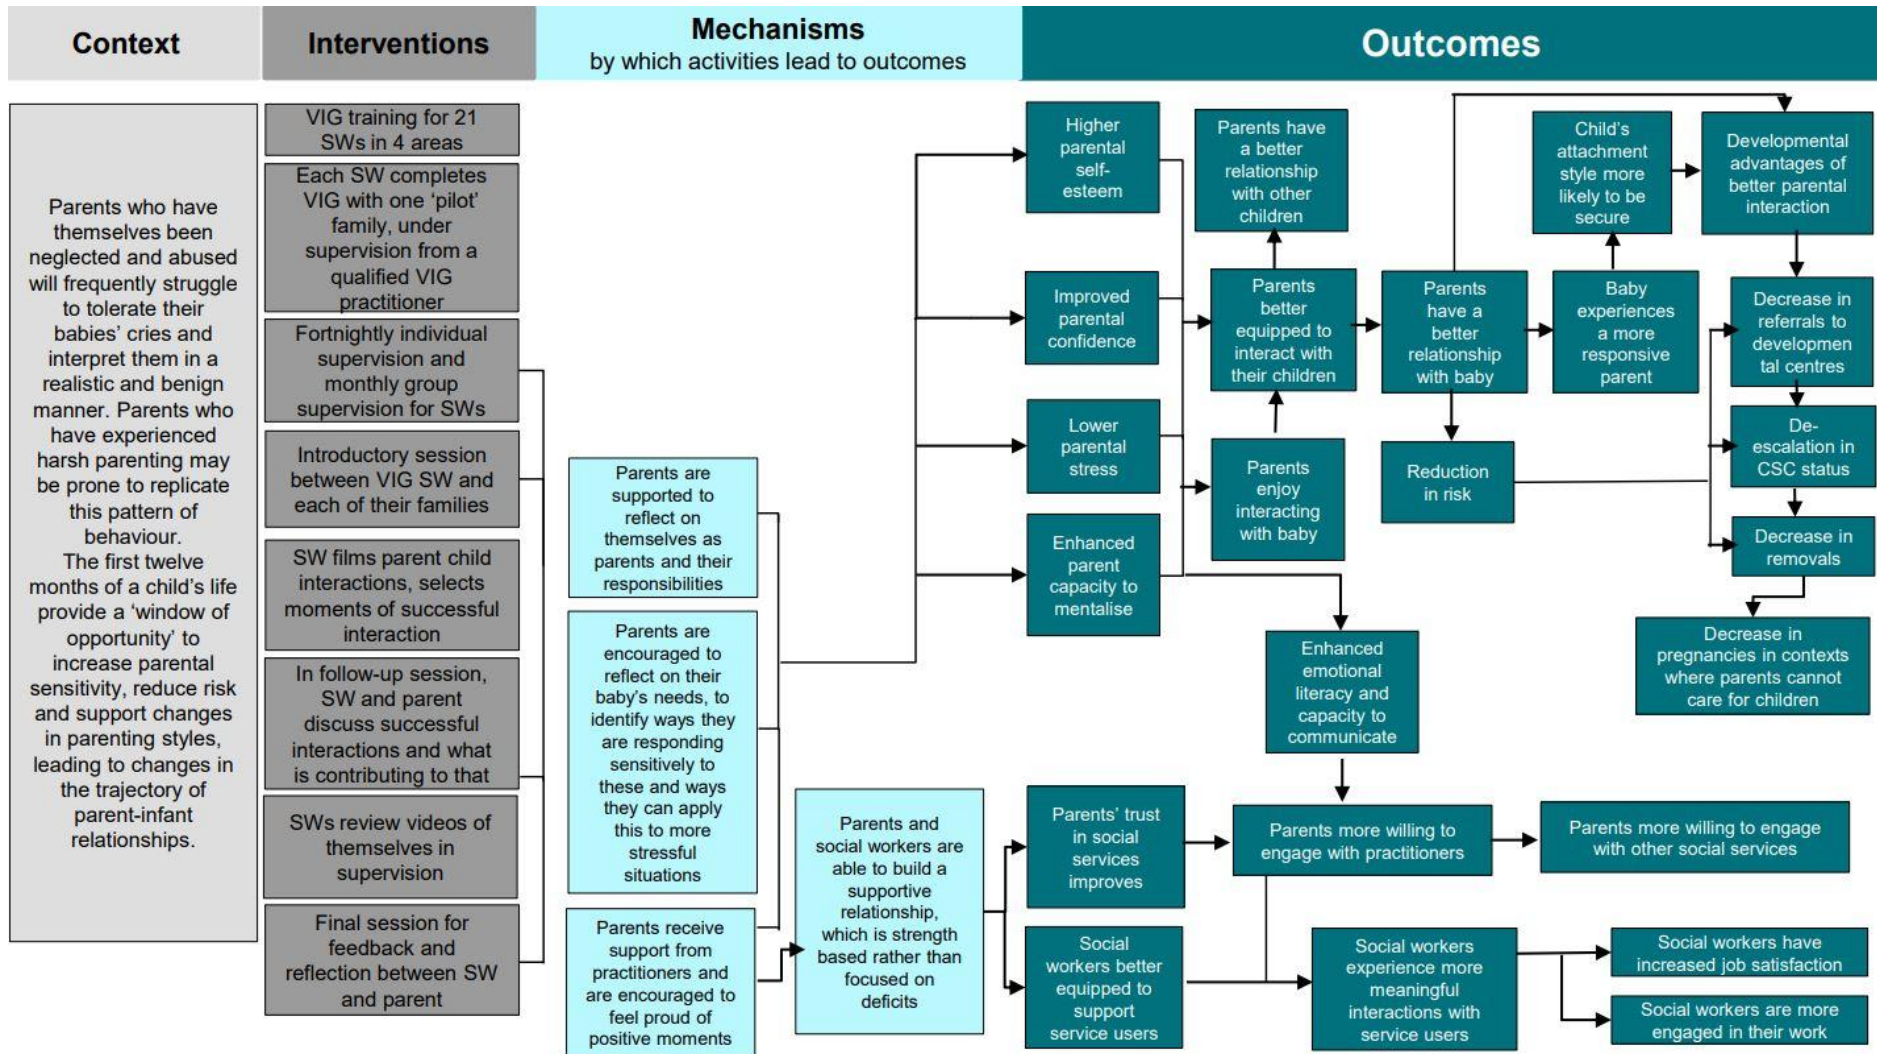 Context
Interventions
Mechanisms
by which activities lead to outcomes
Outcomes
Parents who have
themselves been
neglected and abused
will frequently struggle
to tolerate their
babies’ cries and
interpret them in a
realistic and benign
manner. Parents who
have experienced
harsh parenting may
be prone to replicate
this pattern of
behaviour.
The first twelve
months of a child’s life
provide a ‘window of
opportunity’ to
increase parental
sensitivity, reduce risk
and support changes
in parenting styles,
leading to changes in
the trajectory of
parent-infant
relationships.
VIG training for 21
SWs in 4 areas
Each SW completes
VIG with one ‘pilot’
family, under
supervision from a
qualified VIG
practitioner
Fortnightly individual
supervision and
monthly group
supervision for SWs
Introductory session
between VIG SW and
each of their families
SW films parent child
interactions, selects
moments of successful
interaction
In follow-up session,
SW and parent
discuss successful
interactions and what
is contributing to that
SWs review videos of
themselves in
supervision
Final session for
feedback and
reflection between SW
and parent
Parents are
supported to
reflect on
themselves as
parents and their
responsibilities
Parents are
encouraged to
reflect on their
baby’s needs, to
identify ways they
are responding
sensitively to
these and ways
they can apply
this to more
stressful
situations
Parents receive
support from
practitioners and
are encouraged to
feel proud of
positive moments
Parents and
social workers are
able to build a
supportive
relationship,
which is strength
based rather than
focused on
deficits
Higher
parental
self-
esteem
Improved
parental
confidence
Lower
parental
stress
Enhanced
parent
capacity to
mentalise
Parents have
a better
relationship
with other
children
Parents
better
equipped to
interact with
their children
Parents
enjoy
interacting
with baby
Parents
have a
better
relationship
with baby
Reduction
in risk
Child’s
attachment
style more
likely to be
secure
Baby
experiences
a more
responsive
parent
Developmental
advantages of
better parental
interaction
Decrease in
referrals to
developmen
tal centres
De-
escalation in
CSC status
Decrease in
removals
Decrease in
pregnancies in contexts
where parents cannot
care for children
Enhanced
emotional
literacy and
capacity to
communicate
Parents’ trust
in social
services
improves
Parents more willing to
engage with practitioners
Parents more willing to engage
with other social services
Social
workers better
equipped to
support
service users
Social workers
experience more
meaningful
interactions with
service users
Social workers have
increased job satisfaction
Social workers are more
engaged in their work